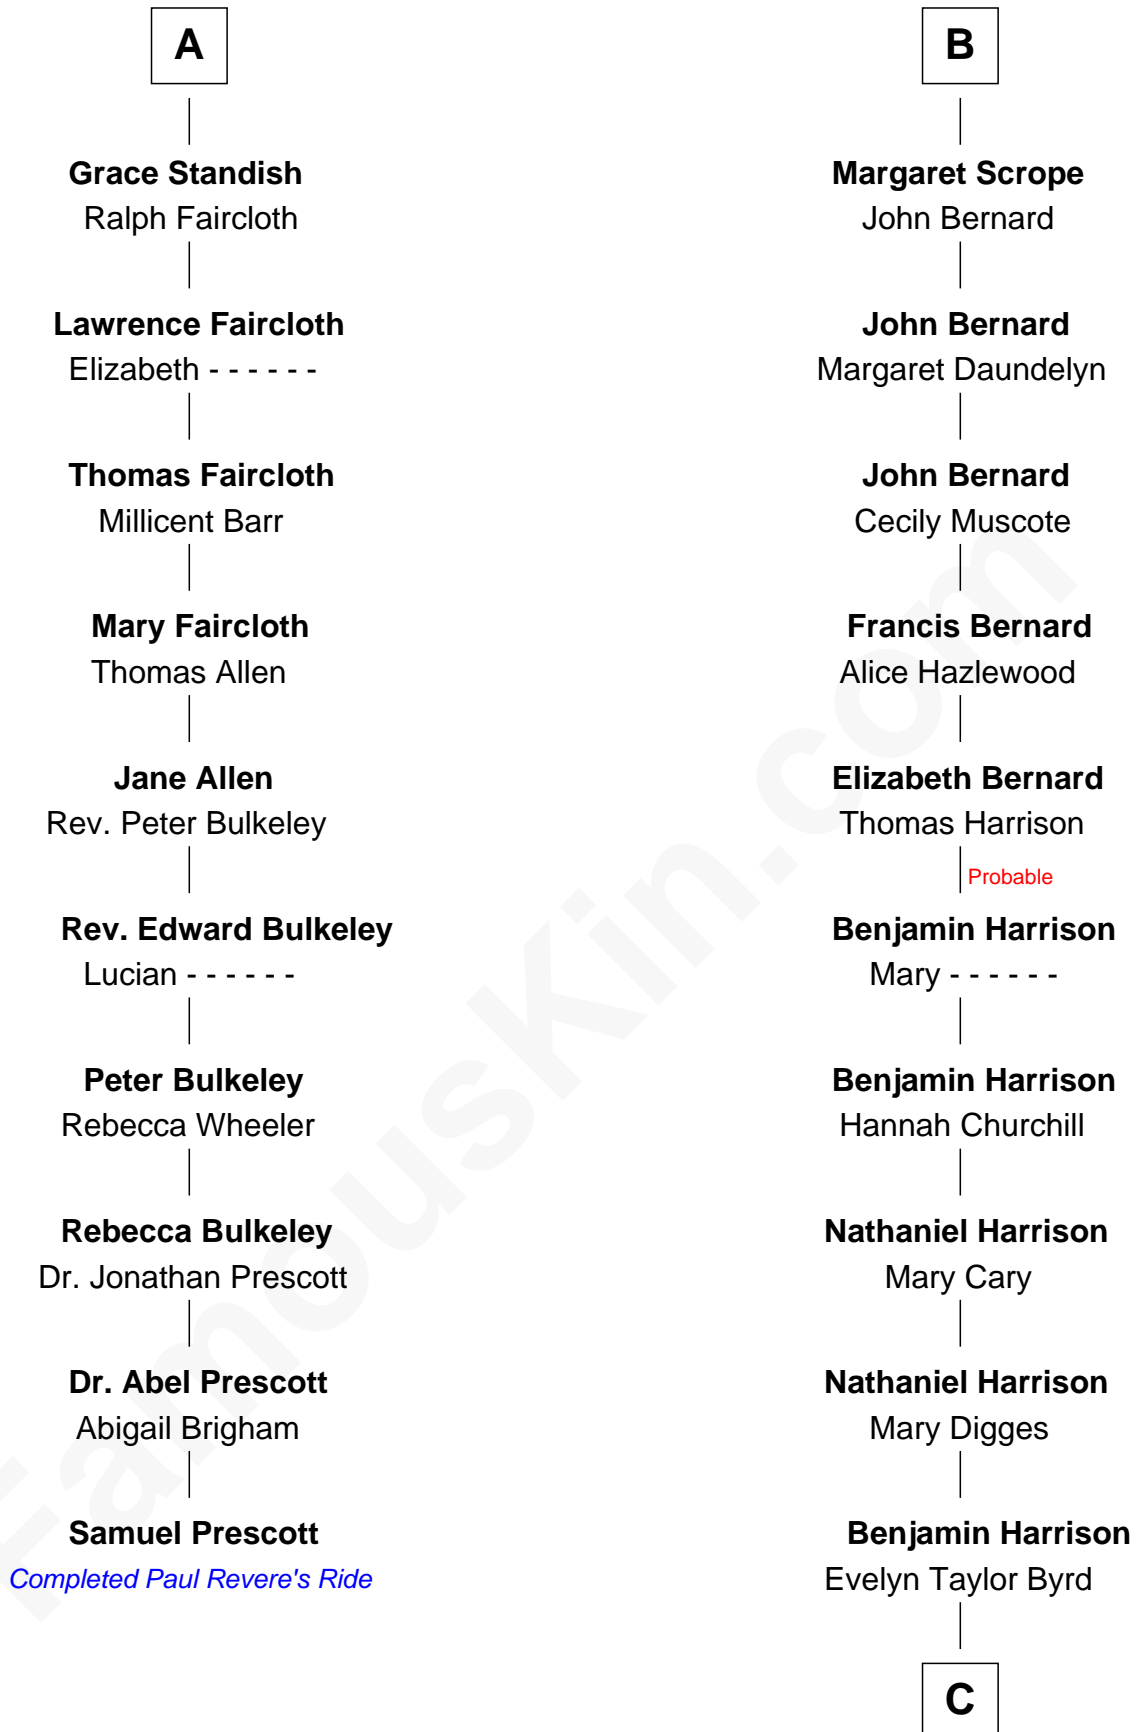 A
Grace Standish
Ralph Faircloth
Lawrence Faircloth
Elizabeth - - - - - -
Thomas Faircloth
Millicent Barr
Mary Faircloth
Thomas Allen
Jane Allen
Rev. Peter Bulkeley
Rev. Edward Bulkeley
Lucian - - - - - -
Peter Bulkeley
Rebecca Wheeler
Rebecca Bulkeley
Dr. Jonathan Prescott
Dr. Abel Prescott
Abigail Brigham
Samuel Prescott
Completed Paul Revere's Ride
B
Margaret Scrope
John Bernard
John Bernard
Margaret Daundelyn
John Bernard
Cecily Muscote
Francis Bernard
Alice Hazlewood
Elizabeth Bernard
Thomas Harrison
Probable
Benjamin Harrison
Mary - - - - - -
Benjamin Harrison
Hannah Churchill
Nathaniel Harrison
Mary Cary
Nathaniel Harrison
Mary Digges
Benjamin Harrison
Evelyn Taylor Byrd
C
FamousKin.com